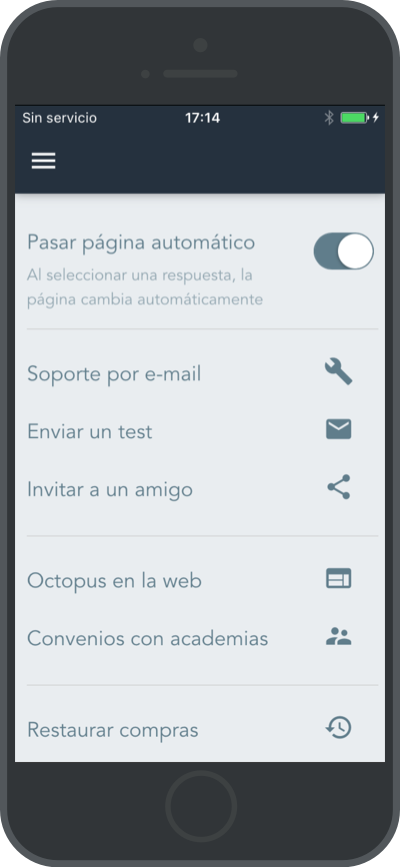 Sin servicio 17:14
Pasar página automático
Al seleccionar una respuesta, la
página cambia automáticamente
Soporte por e-mail
Enviar un test
Invitar a un amigo
Octopus en la web
Convenios con academias
Restaurar compras